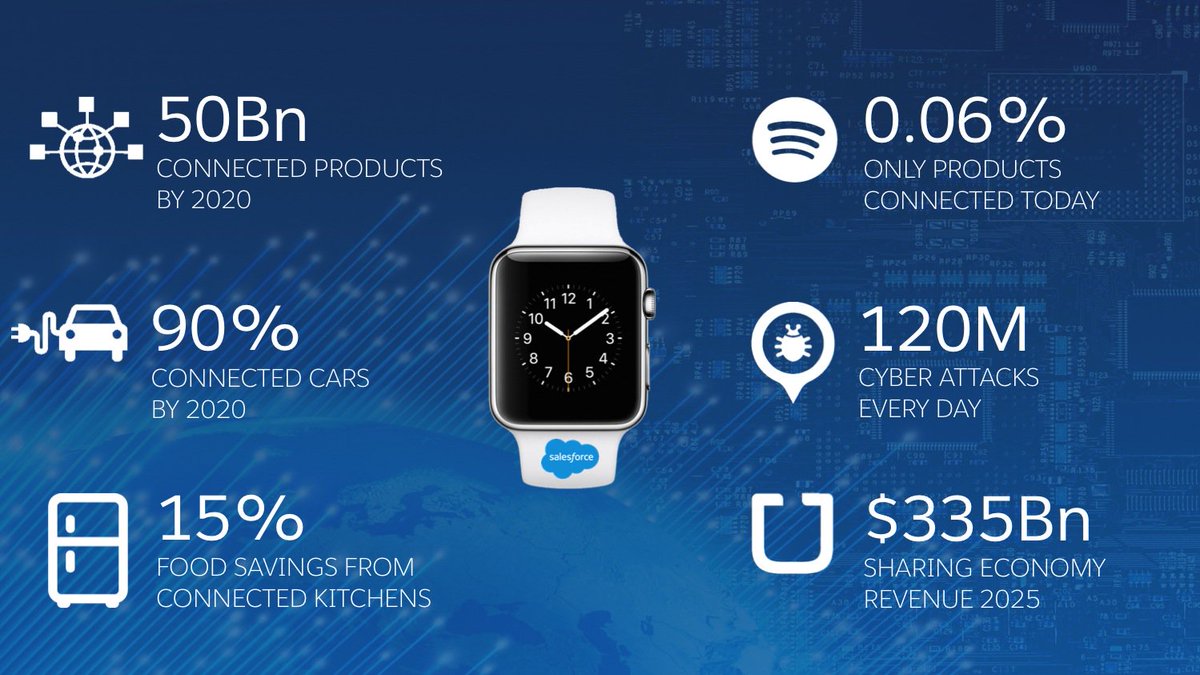 50Bn
CONNECTED PRODUCTS
BY 2020
90%
CONNECTED CARS
BY 2020
15%
FOOD SAVINGS FROM
CONNECTED KITCHENS
12
1
2
3
4
5
6
7
8
9
10
11
salesforce
0.06%
ONLY PRODUCTS
CONNECTED TODAY
120M
CYBER ATTACKS
EVERY DAY
$335Bn
SHARING ECONOMY
REVENUE 2025